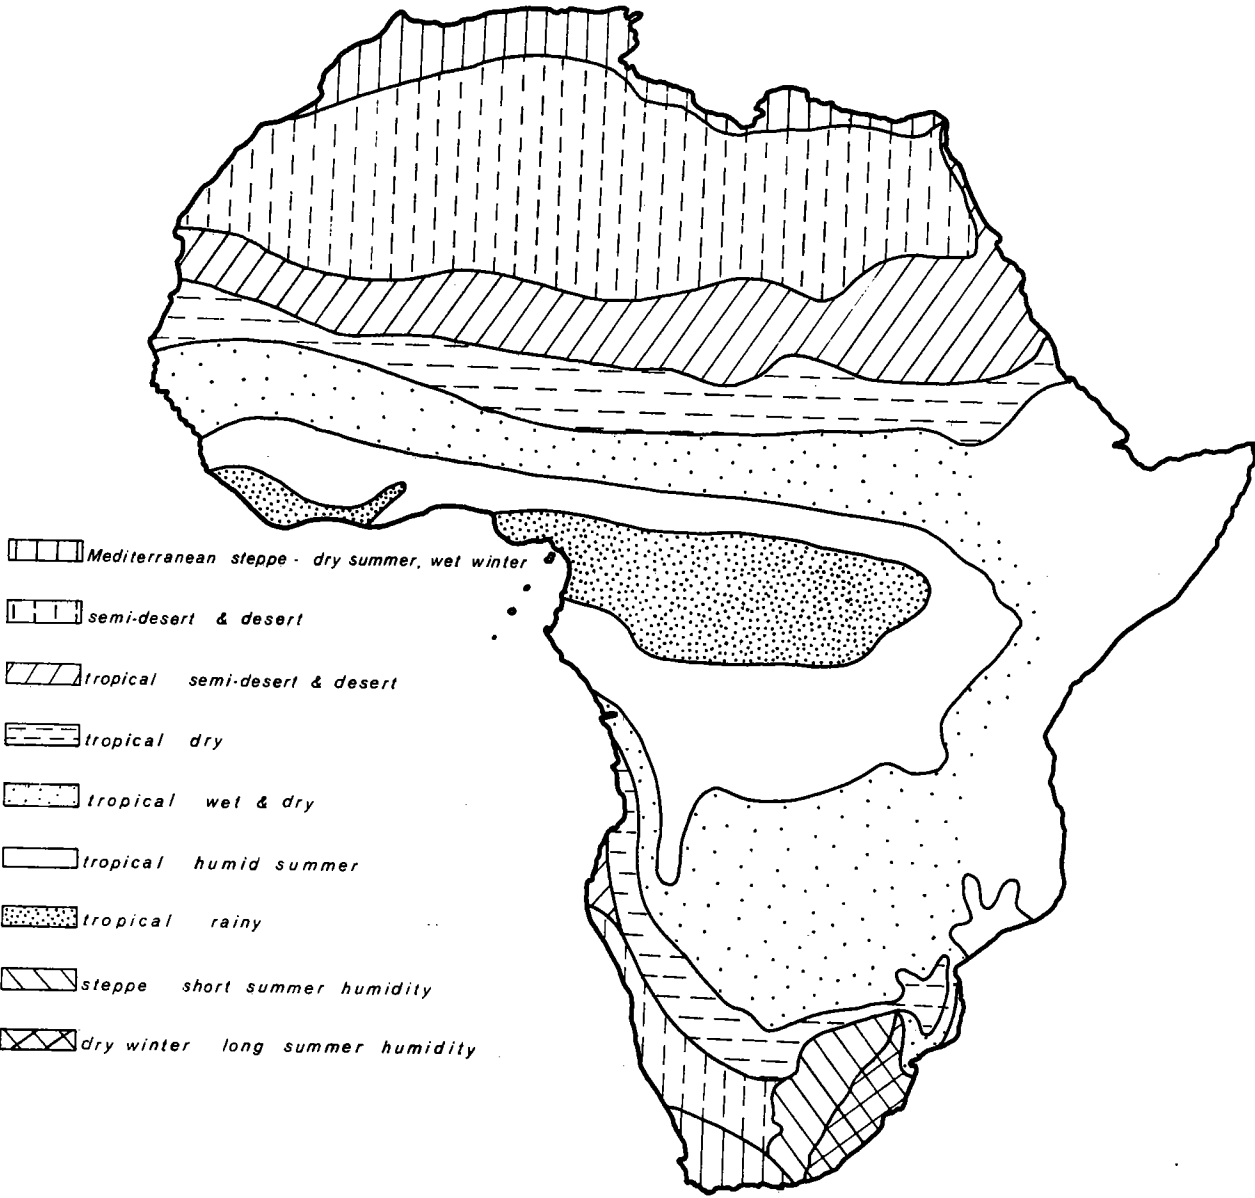 Mediterranean steppe - dry summer, wet winter
semi-desert & desert
tropical semi-desert & desert
tropical dry
tropical wet & dry
tropical humid summer
tropical rainy
steppe short summer humidity
dry winter long summer humidity